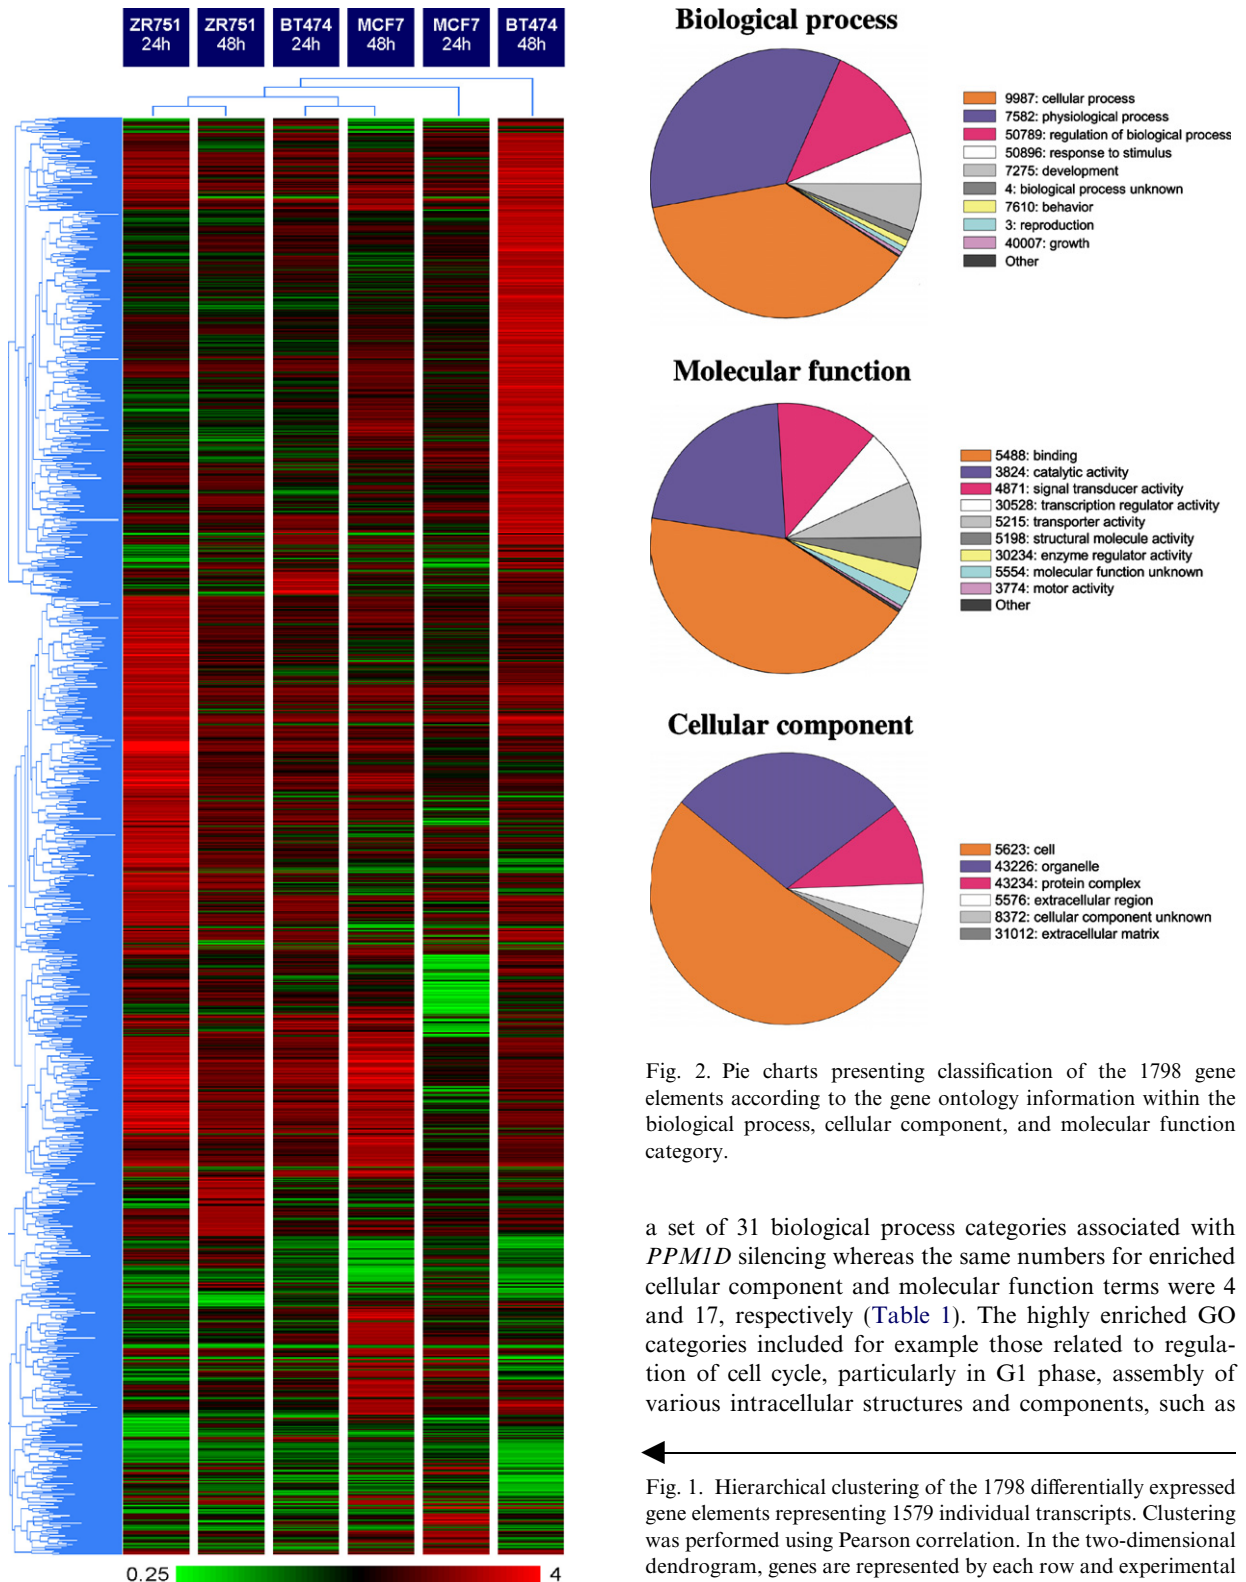 ZR751 24h
ZR751 48h
BT474 24h
MCF7 48h
MCF7 24h
BT474 48h
0.25
4
Biological process
9987: cellular process
7582: physiological process
50789: regulation of biological process
50896: response to stimulus
7275: development
4: biological process unknown
7610: behavior
3: reproduction
40007: growth
Other
Molecular function
5488: binding
3824: catalytic activity
4871: signal transducer activity
30528: transcription regulator activity
5215: transporter activity
5198: structural molecule activity
30234: enzyme regulator activity
5554: molecular function unknown
3774: motor activity
Other
Cellular component
5623: cell
43226: organelle
43234: protein complex
5576: extracellular region
8372: cellular component unknown
31012: extracellular matrix
Fig. 2. Pie charts presenting classification of the 1798 gene
elements according to the gene ontology information within the
biological process, cellular component, and molecular function
category.
a set of 31 biological process categories associated with
PPM1D silencing whereas the same numbers for enriched
cellular component and molecular function terms were 4
and 17, respectively (Table 1). The highly enriched GO
categories included for example those related to regula-
tion of cell cycle, particularly in G1 phase, assembly of
various intracellular structures and components, such as
Fig. 1. Hierarchical clustering of the 1798 differentially expressed
gene elements representing 1579 individual transcripts. Clustering
was performed using Pearson correlation. In the two-dimensional
dendrogram, genes are represented by each row and experimental